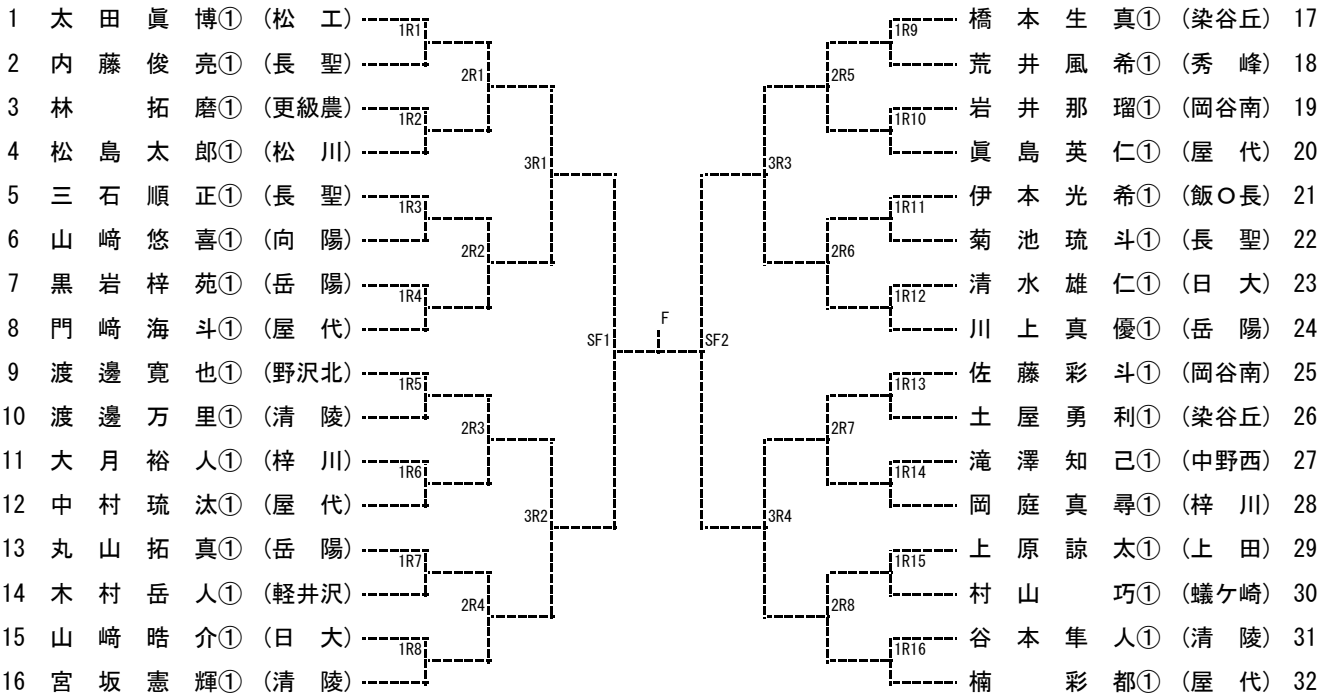 1 太田眞博① (松工) 1R1 1R9 橋本生真① (染谷丘) 17
2 内藤俊亮① (長聖) 2R1 2R5 荒井風希① (秀峰) 18
3 林拓磨① (更級農) 1R2 1R10 岩井那瑠① (岡谷南) 19
4 松島太郎① (松川) 3R1 3R3 眞島英仁① (屋代) 20
5 三石順正① (長聖) 1R3 1R11 伊本光希① (飯O長) 21
6 山﨑悠喜① (向陽) 2R2 2R6 菊池琉斗① (長聖) 22
7 黒岩梓苑① (岳陽) 1R4 1R12 清水雄仁① (日大) 23
8 門﨑海斗① (屋代) SF1 F SF2 川上真優① (岳陽) 24
9 渡邊寛也① (野沢北) 1R5 1R13 佐藤彩斗① (岡谷南) 25
10 渡邊万里① (清陵) 2R3 2R7 土屋勇利① (染谷丘) 26
11 大月裕人① (梓川) 1R6 1R14 滝澤知己① (中野西) 27
12 中村琉汰① (屋代) 3R2 3R4 岡庭真尋① (梓川) 28
13 丸山拓真① (岳陽) 1R7 1R15 上原諒太① (上田) 29
14 木村岳人① (軽井沢) 2R4 2R8 村山巧① (蟻ケ崎) 30
15 山﨑晧介① (日大) 1R8 1R16 谷本隼人① (清陵) 31
16 宮坂憲輝① (清陵) 楠彩都① (屋代) 32